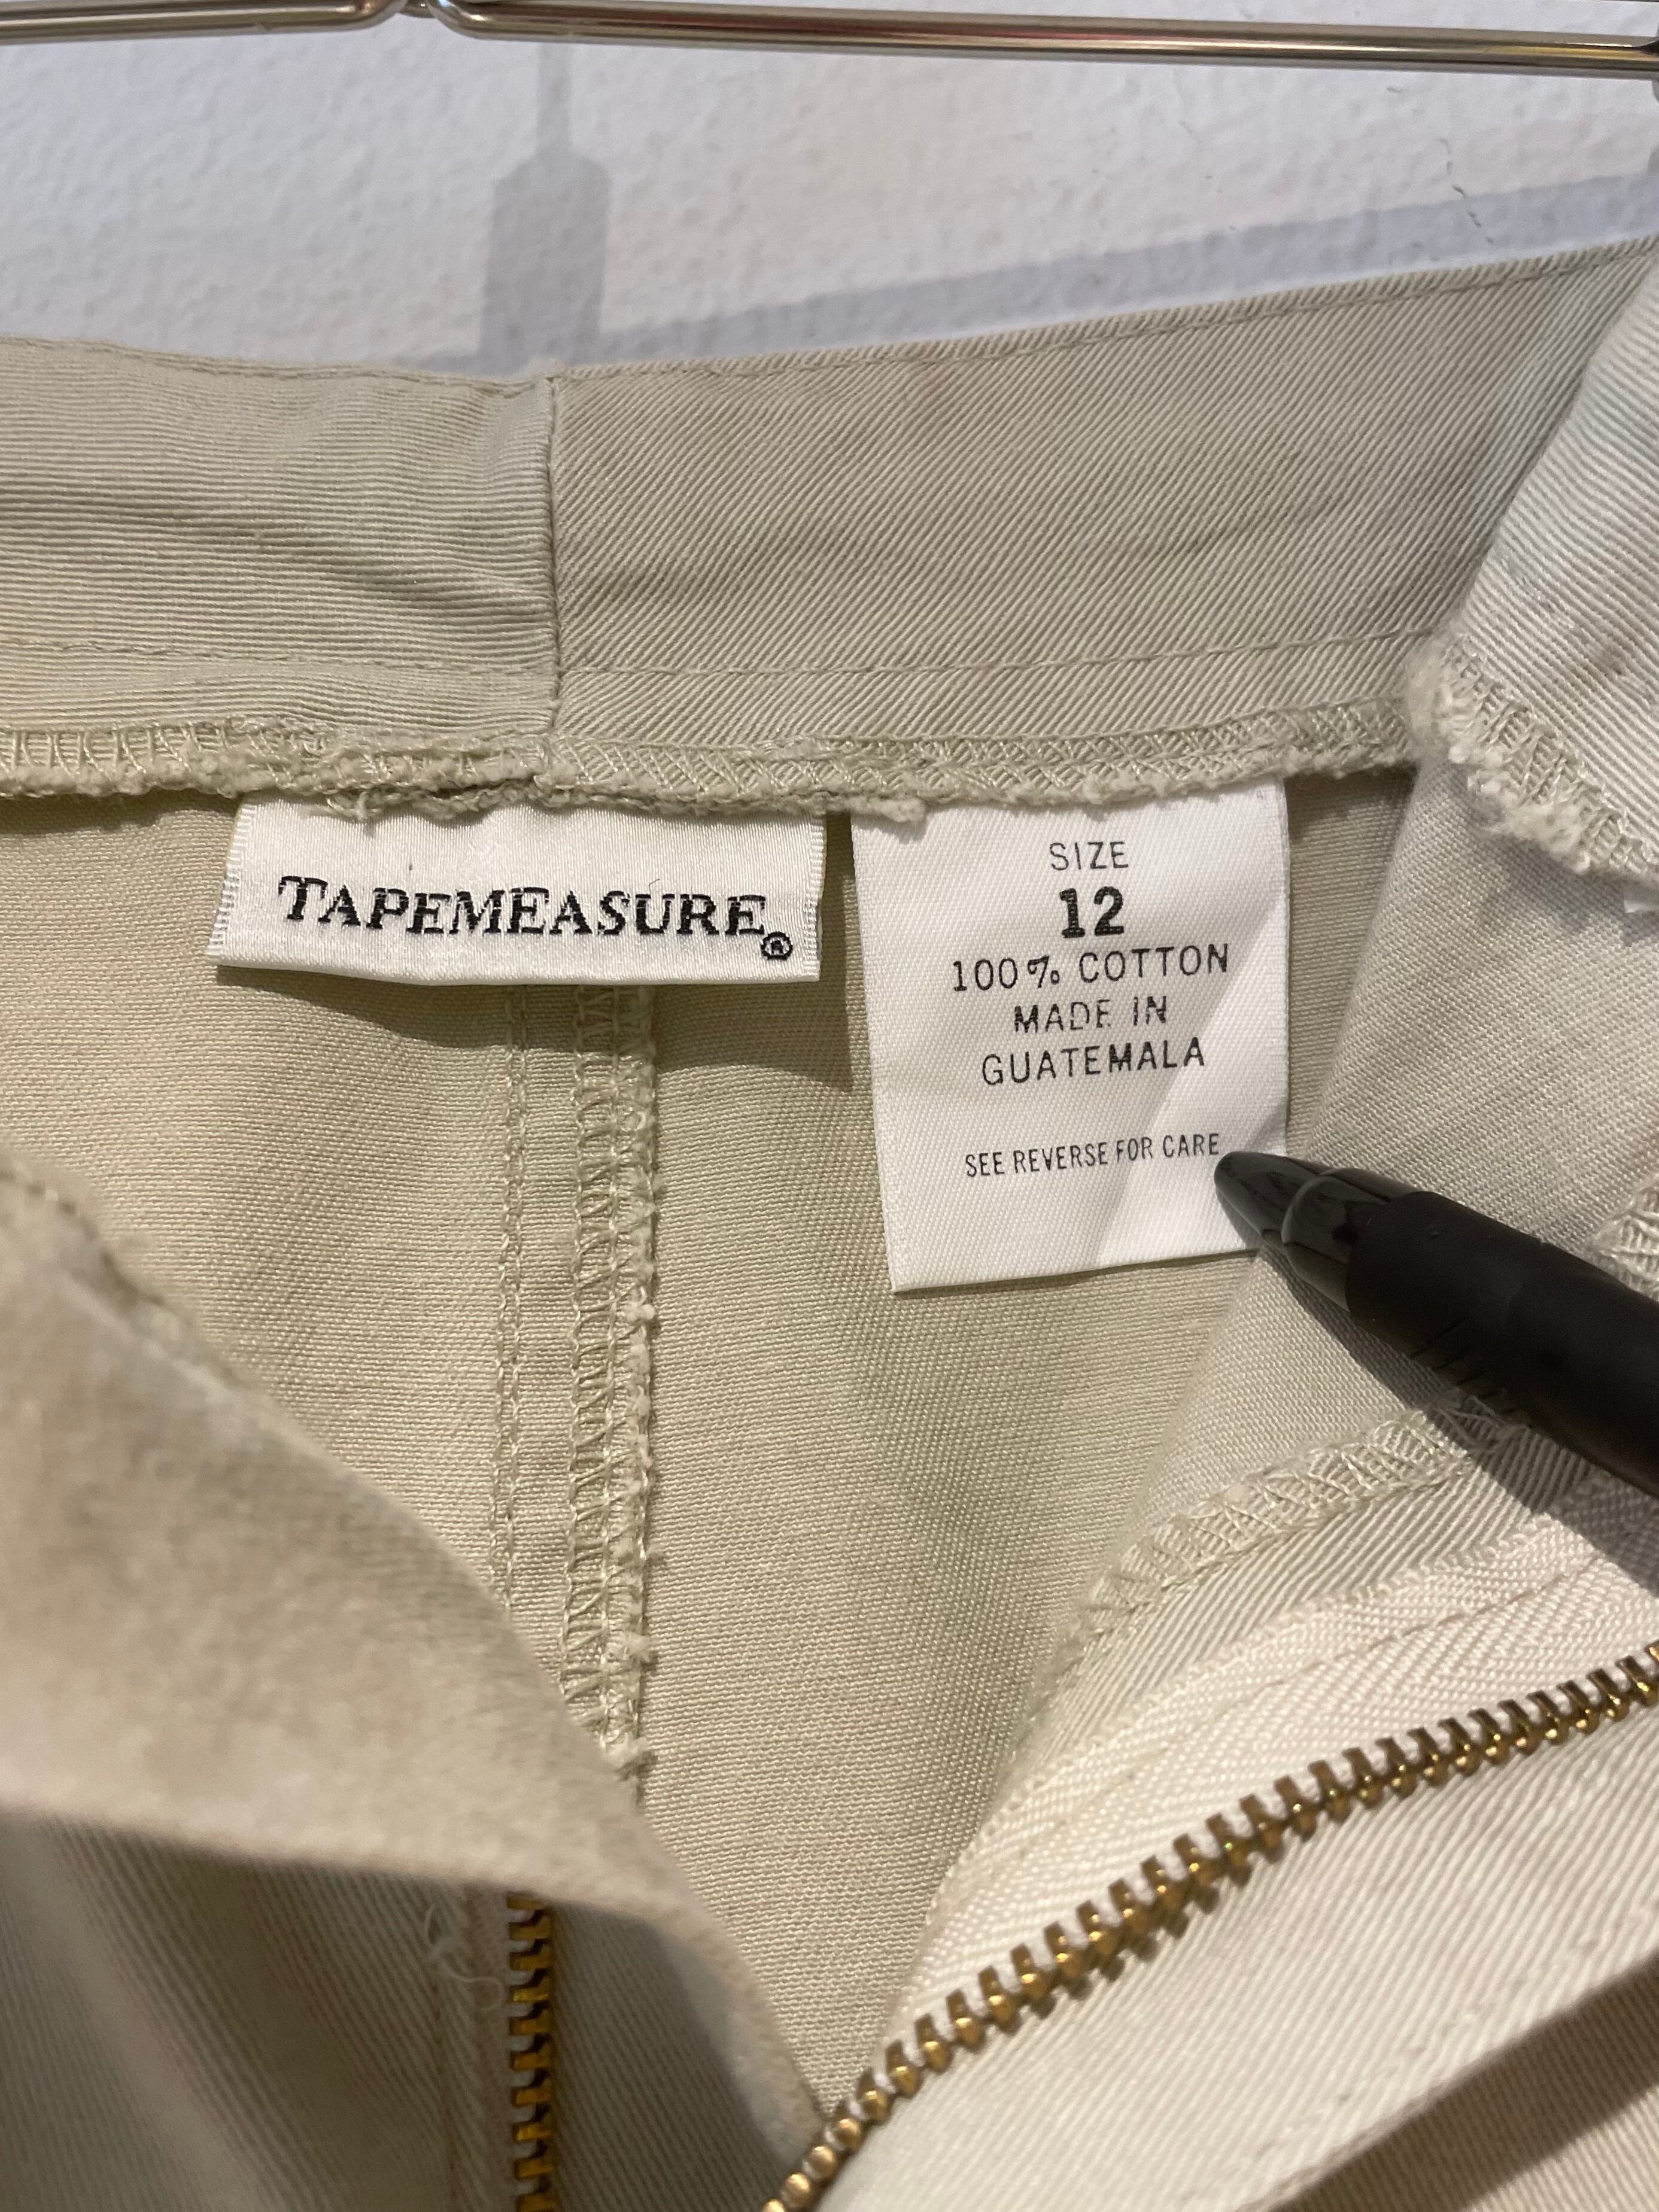 TAPEMEASURE®
SIZE
12
100% COTTON
MADE IN
GUATEMALA
SEE REVERSE FOR CARE